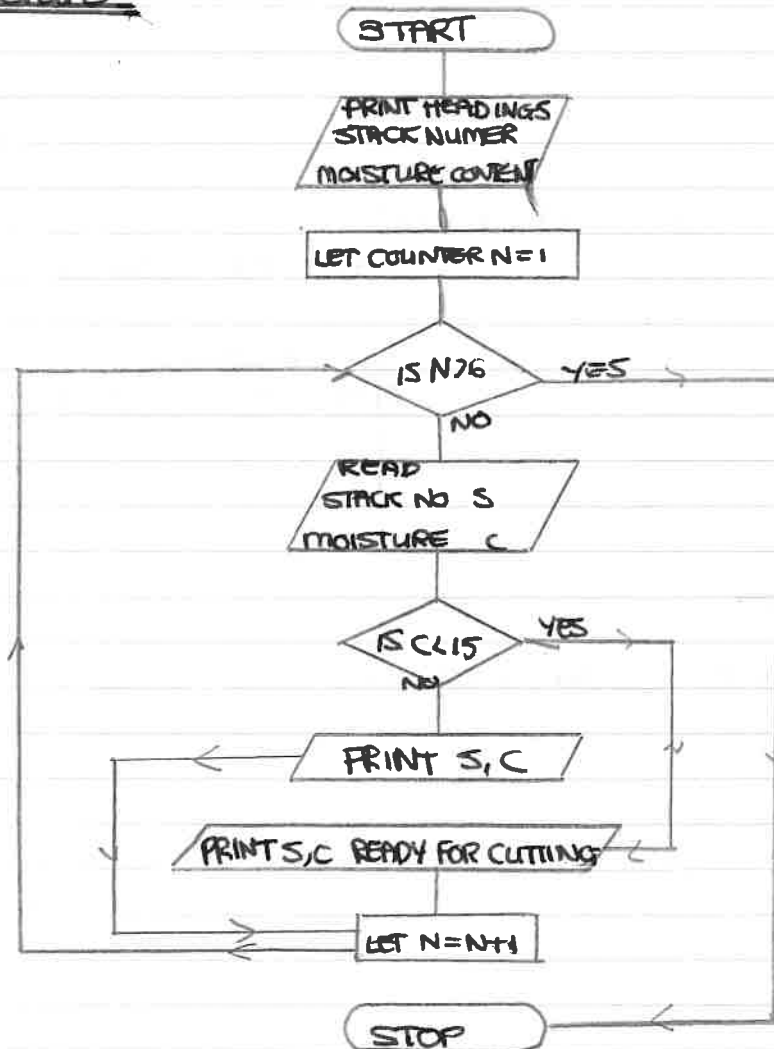 START
PRINT HEADINGS
STACK NUMER
MOISTURE CONTENT
LET COUNTER N=1
IS N>6
YES
NO
READ
STACK NO S
MOISTURE C
IS C<15
YES
NO
PRINT S, C
PRINT S,C READY FOR CUTTING
LET N=N+1
STOP